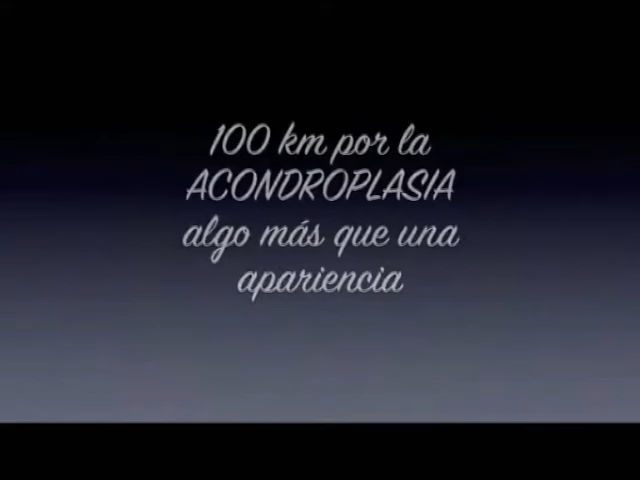 100 km por la
ACONDROPLASIA
algo más que una
apariencia